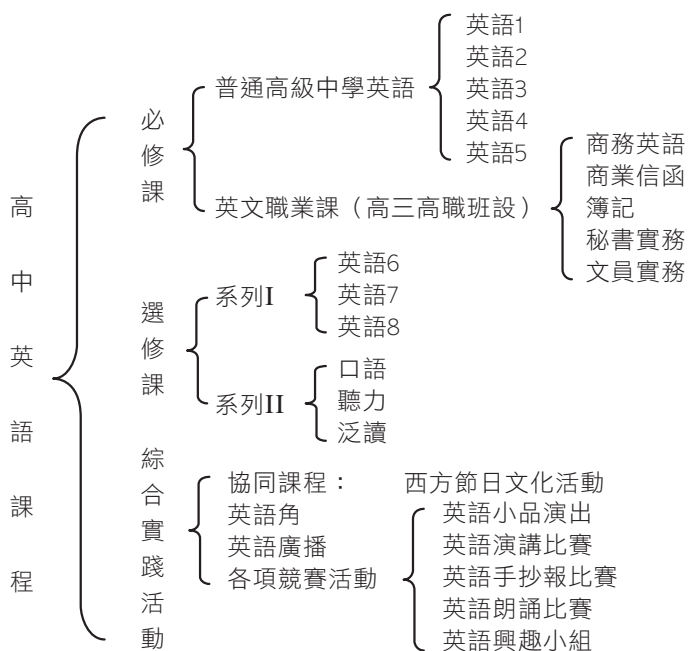 高中英語課程
必修課
普通高級中學英語
英語1
英語2
英語3
英語4
英語5
英文職業課（高三高職班設）
商務英語
商業信函
簿記
秘書實務
文員實務
選修課
系列I
英語6
英語7
英語8
系列II
口語
聽力
泛讀
綜合實踐活動
協同課程： 西方節日文化活動
英語角
英語廣播
各項競賽活動
英語小品演出
英語演講比賽
英語手抄報比賽
英語朗誦比賽
英語興趣小組